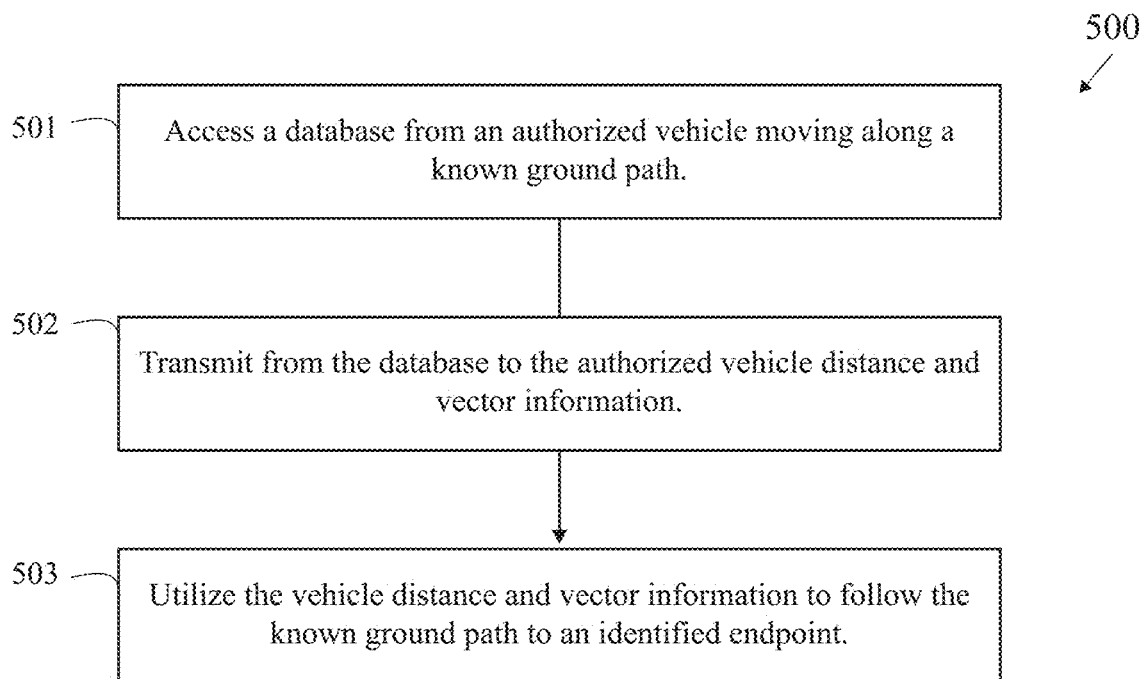 500
501
Access a database from an authorized vehicle moving along a
known ground path.
502
Transmit from the database to the authorized vehicle distance and
vector information.
503
Utilize the vehicle distance and vector information to follow the
known ground path to an identified endpoint.